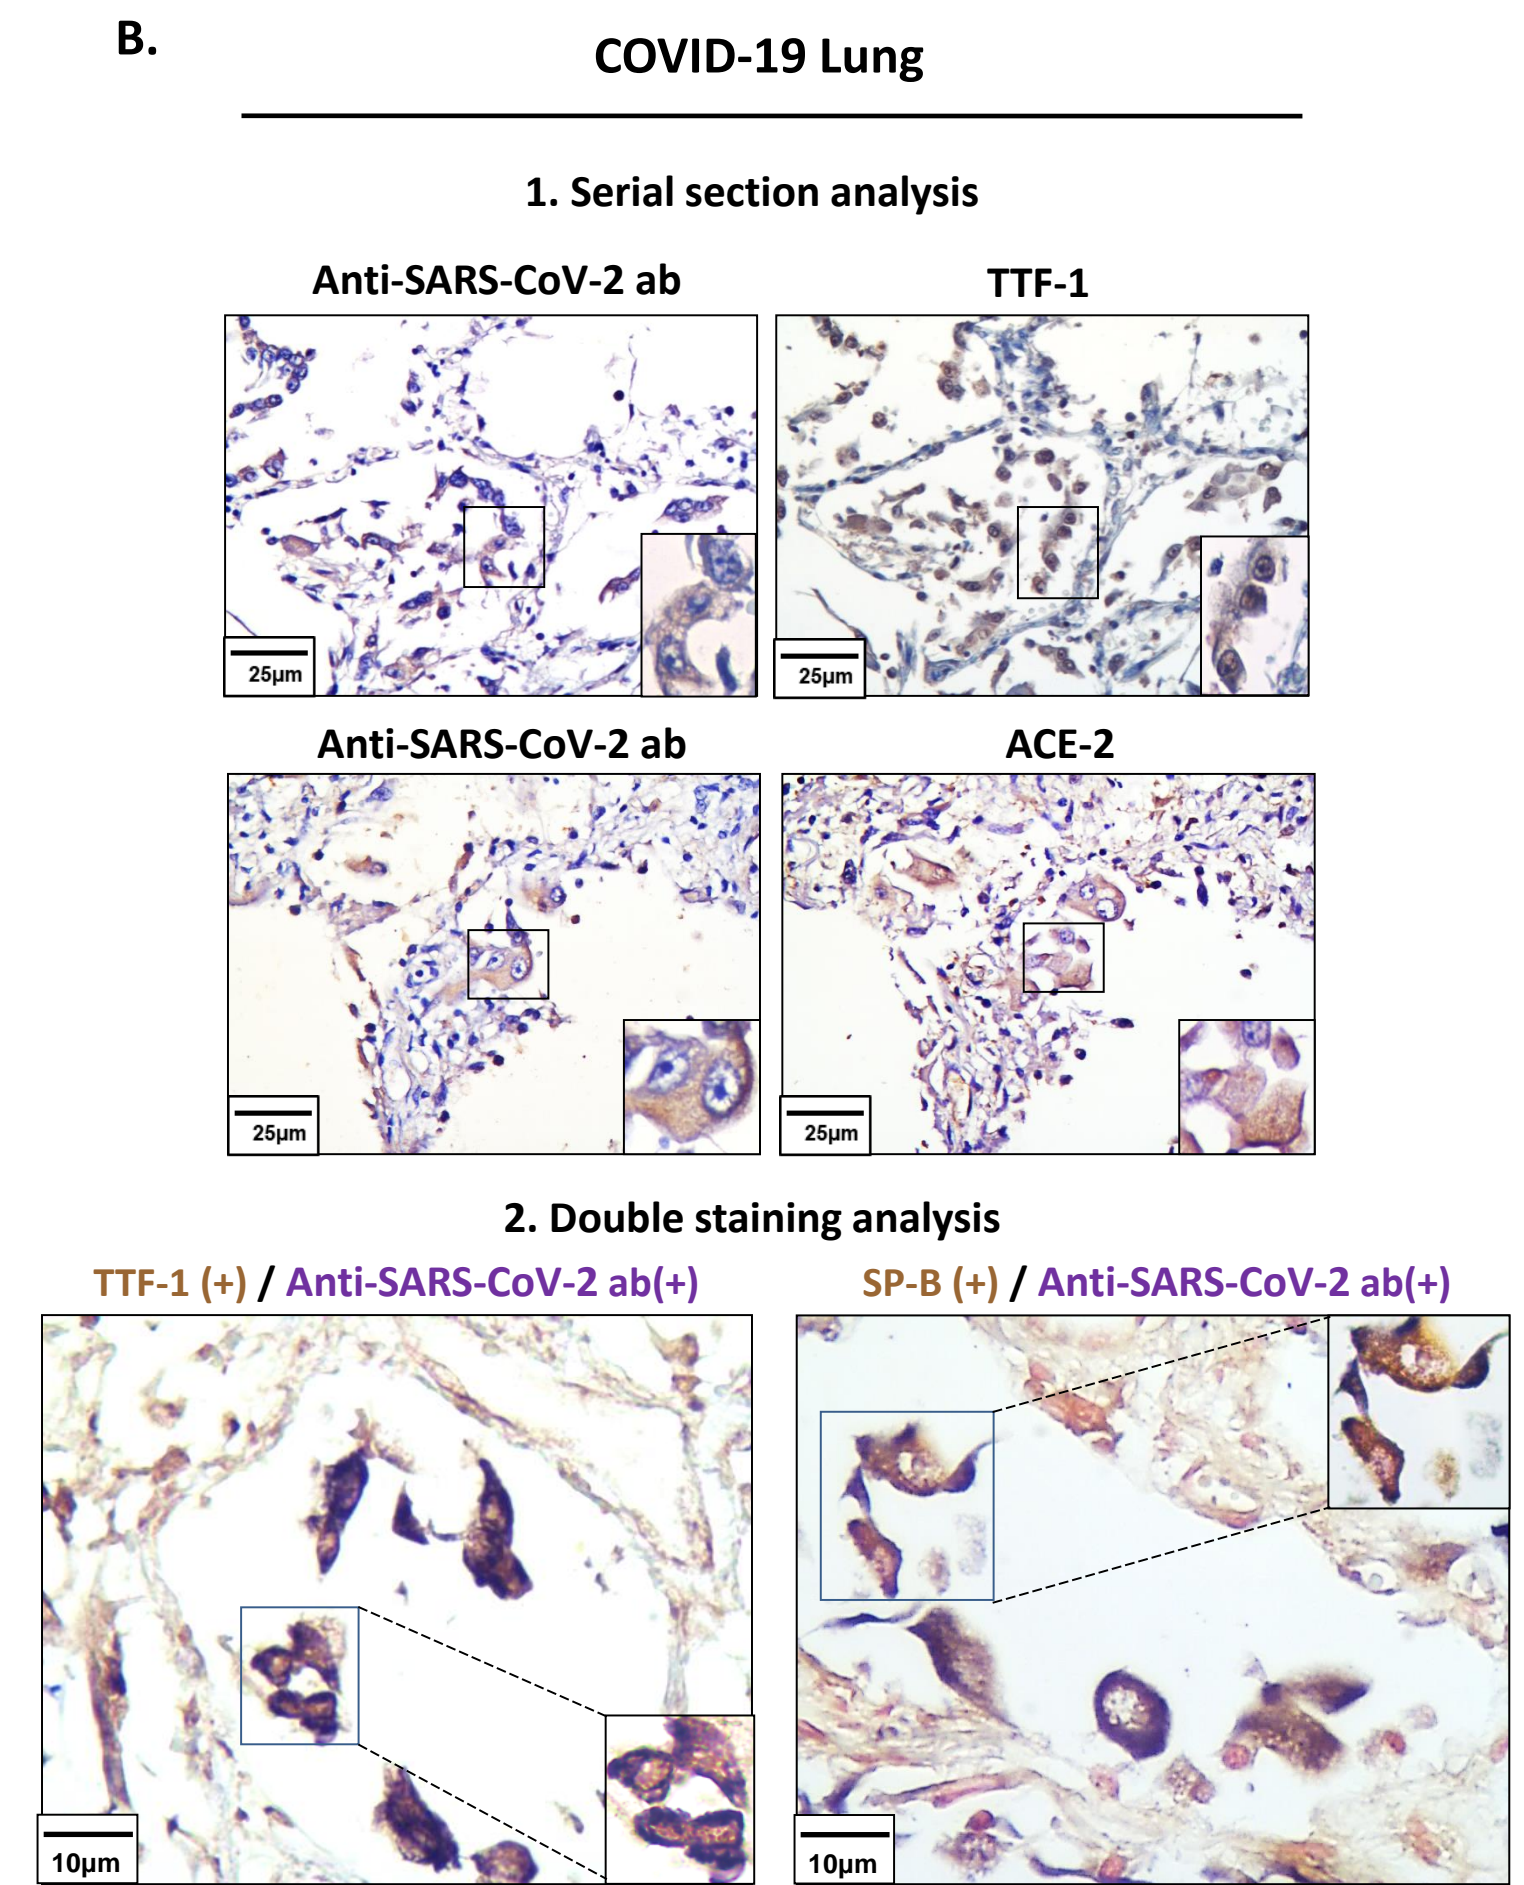 B.
COVID-19 Lung
1. Serial section analysis
Anti-SARS-CoV-2 ab
TTF-1
25µm
25µm
Anti-SARS-CoV-2 ab
ACE-2
25µm
25µm
2. Double staining analysis
TTF-1 (+) / Anti-SARS-CoV-2 ab(+)
SP-B (+) / Anti-SARS-CoV-2 ab(+)
10µm
10µm